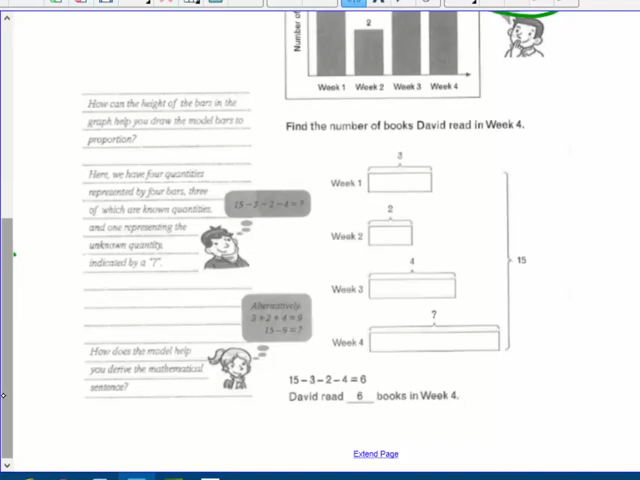 Number of
2
Week 1 Week 2 Week 3 Week 4
How can the height of the bars in the
graph help you draw the model bars to
proportion?
Find the number of books David read in Week 4.
Here, we have four quantities
represented by four bars, three
of which are known quantities,
and one representing the
unknown quantity,
indicated by a "?".
15 – 3 – 2 – 4 = ?
3
Week 1
2
Week 2
4
Week 3
?
Week 4
15
Alternatively,
3 + 2 + 4 = 9
15 – 9 = ?
How does the model help
you derive the mathematical
sentence?
15 – 3 – 2 – 4 = 6
David read 6 books in Week 4.
Extend Page